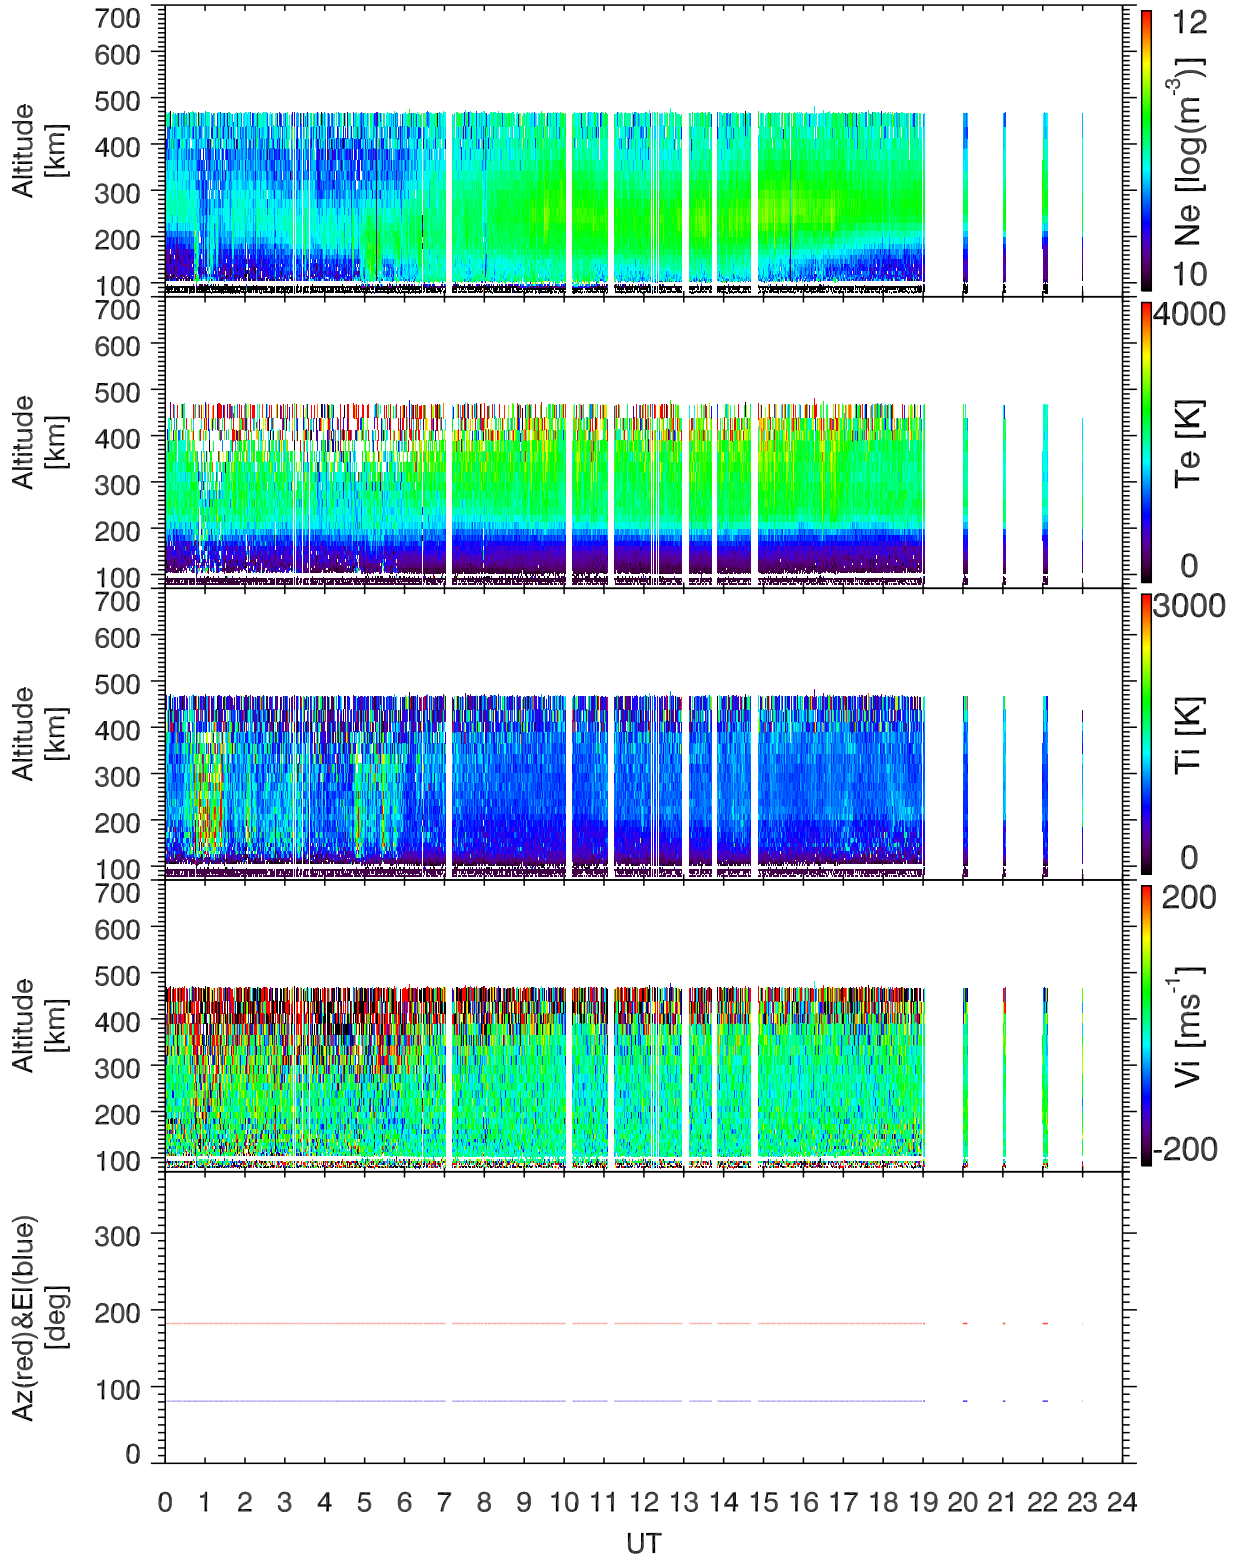 700
600
500
400
300
200
100
Altitude
[km]
12
10
Ne [log(m⁻³)]
700
600
500
400
300
200
100
Altitude
[km]
4000
0
Te [K]
700
600
500
400
300
200
100
Altitude
[km]
3000
0
Ti [K]
700
600
500
400
300
200
100
Altitude
[km]
200
-200
Vi [ms⁻¹]
300
200
100
0
Az(red)&El(blue)
[deg]
0 1 2 3 4 5 6 7 8 9 10 11 12 13 14 15 16 17 18 19 20 21 22 23 24
UT